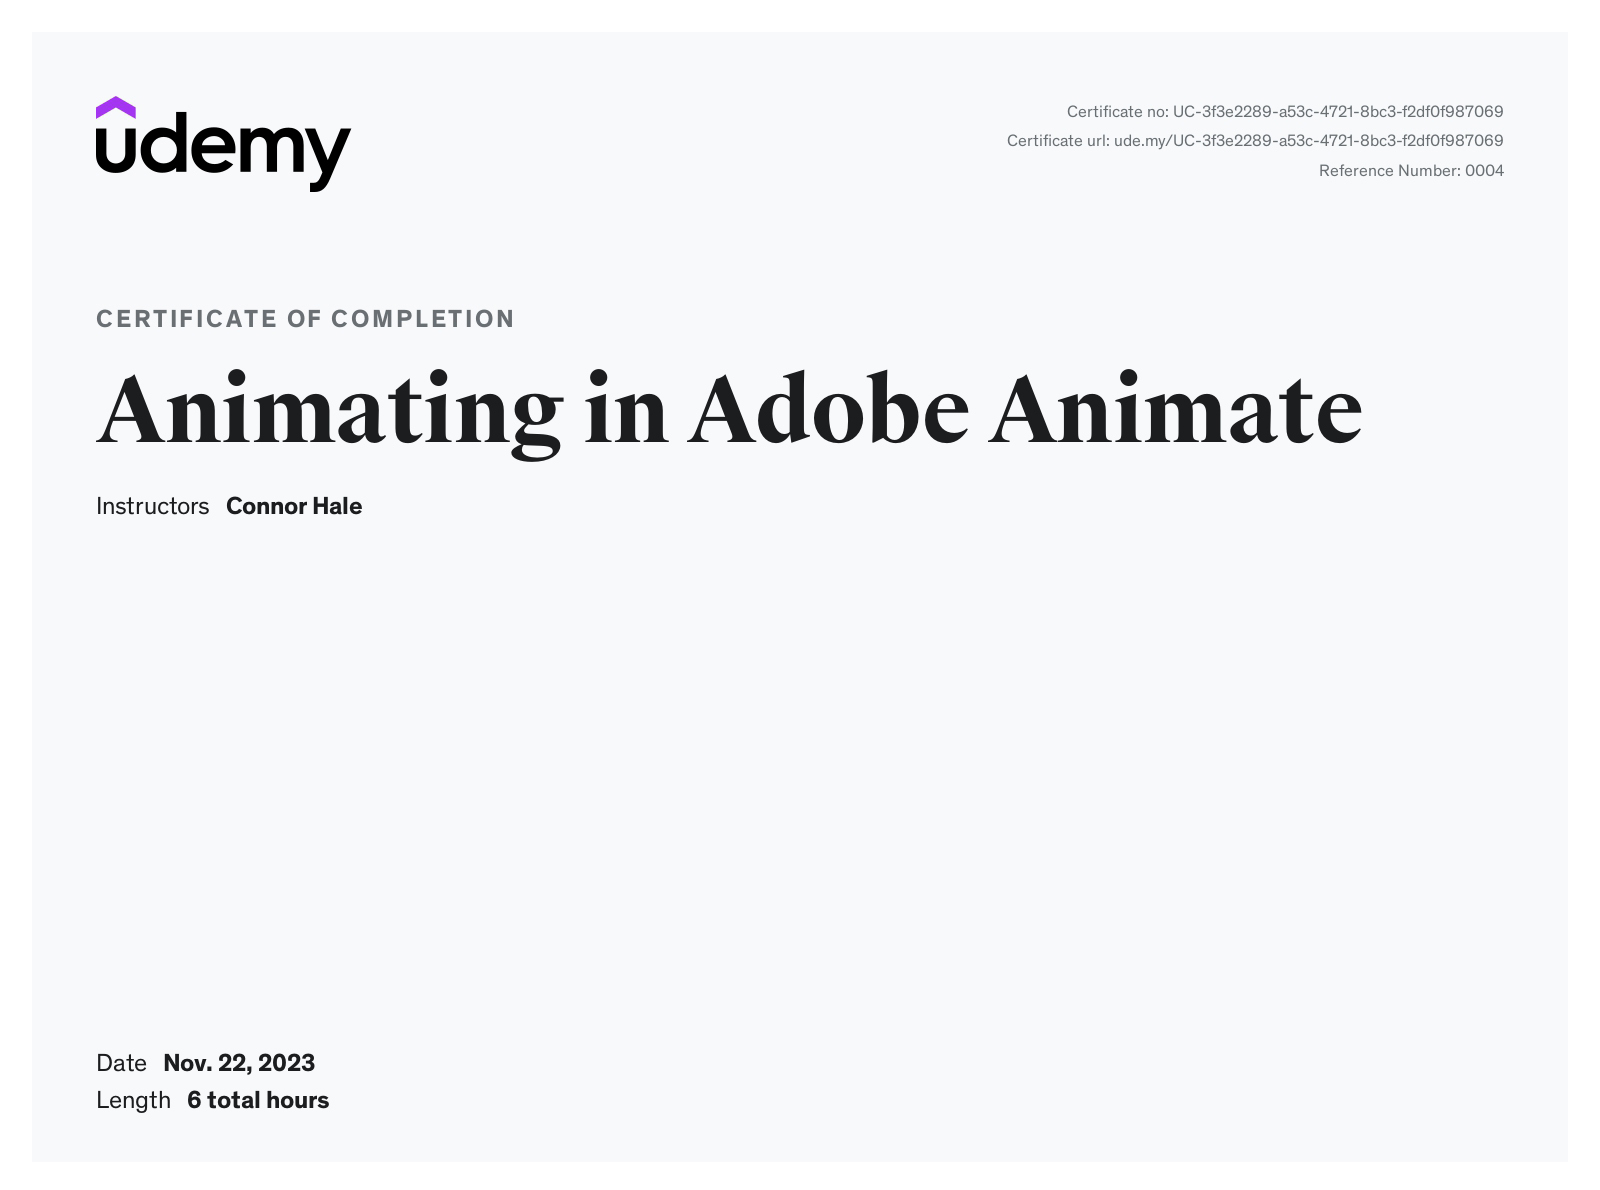 udemy
Certificate no: UC-3f3e2289-a53c-4721-8bc3-f2df0f987069
Certificate url: ude.my/UC-3f3e2289-a53c-4721-8bc3-f2df0f987069
Reference Number: 0004
CERTIFICATE OF COMPLETION
Animating in Adobe Animate
Instructors Connor Hale
Date Nov. 22, 2023
Length 6 total hours